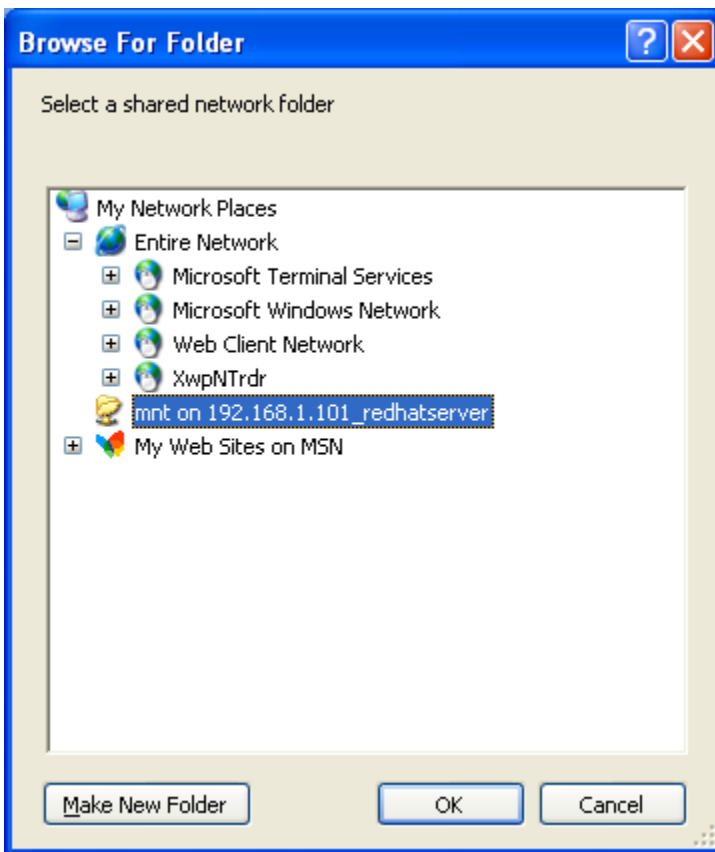 Browse For Folder
Select a shared network folder
My Network Places
Entire Network
Microsoft Terminal Services
Microsoft Windows Network
Web Client Network
XwpNTrdr
mnt on 192.168.1.101_redhatserver
My Web Sites on MSN
Make New Folder OK Cancel